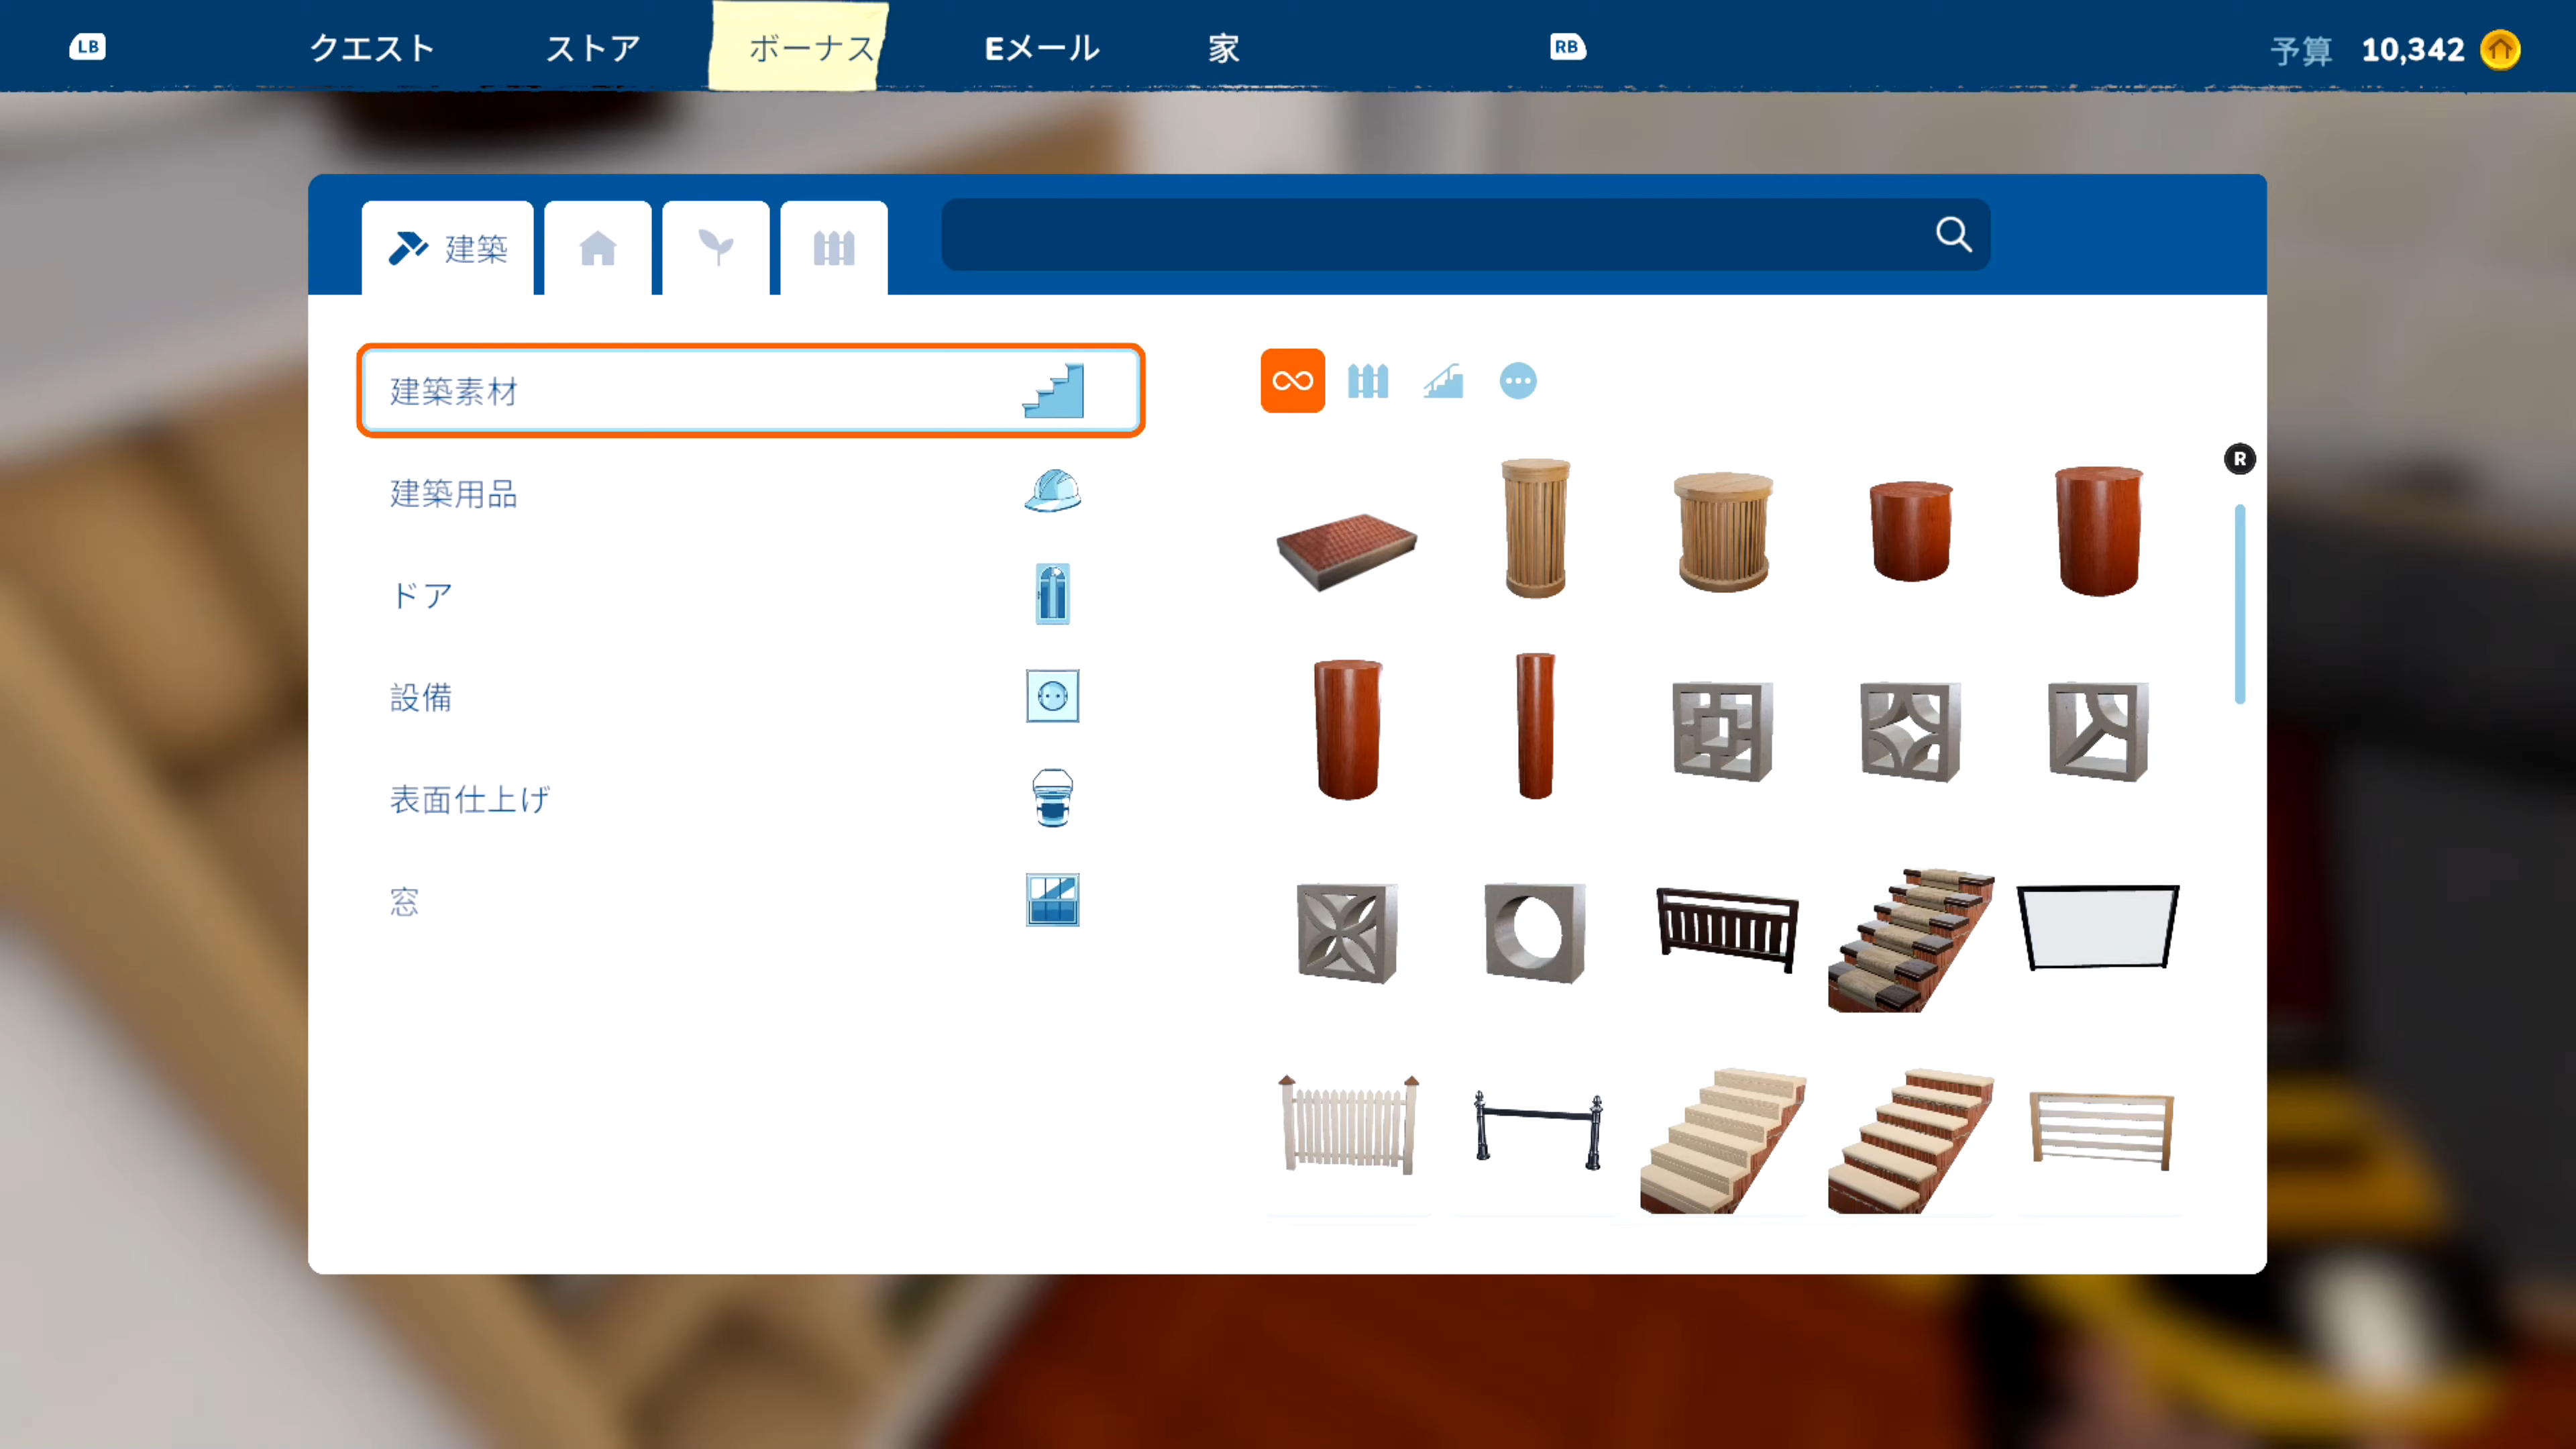 LB クエスト ストア ボーナス Eメール 家 RB 予算 10,342
建築
建築素材
R
建築用品
ドア
設備
表面仕上げ
窓